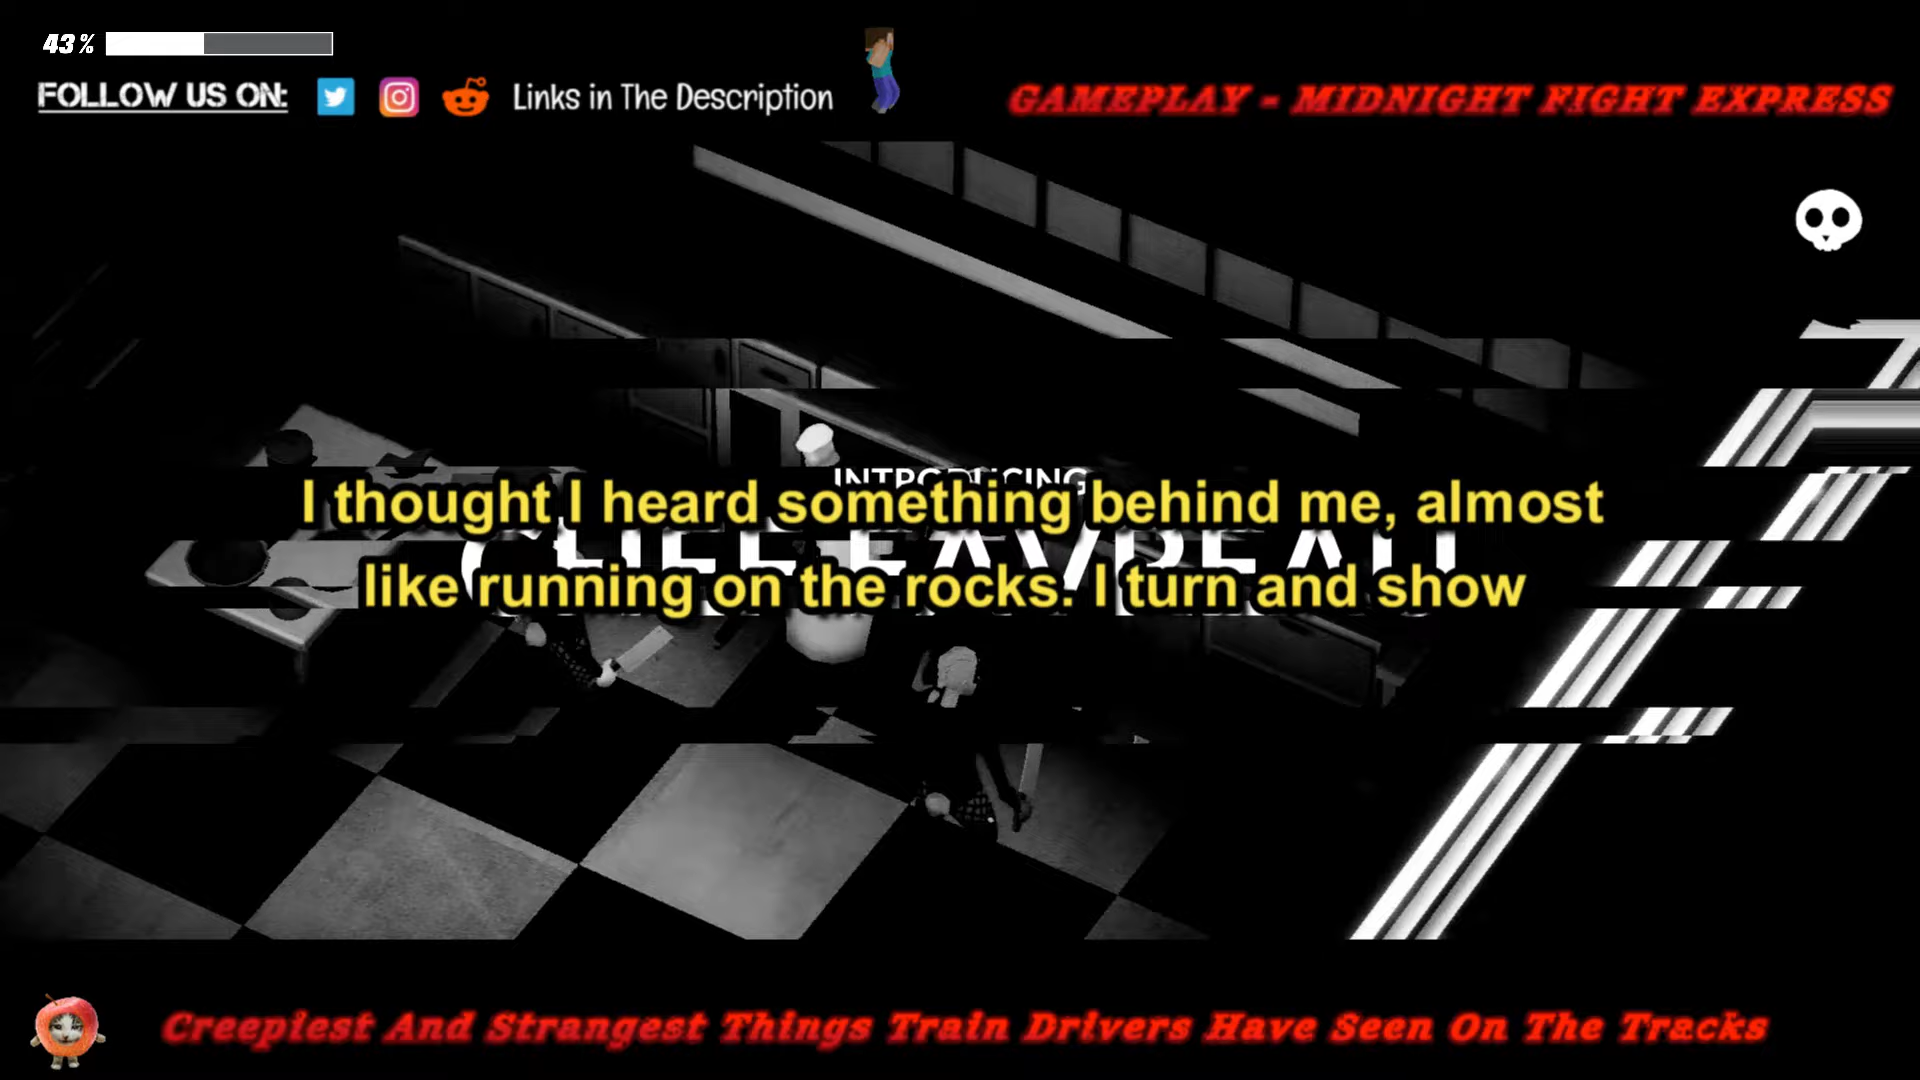 43%
FOLLOW US ON:
Links in The Description
GAMEPLAY - MIDNIGHT FIGHT EXPRESS
INTRODUCING
I thought I heard something behind me, almost
like running on the rocks. I turn and show
Creepiest And Strangest Things Train Drivers Have Seen On The Tracks